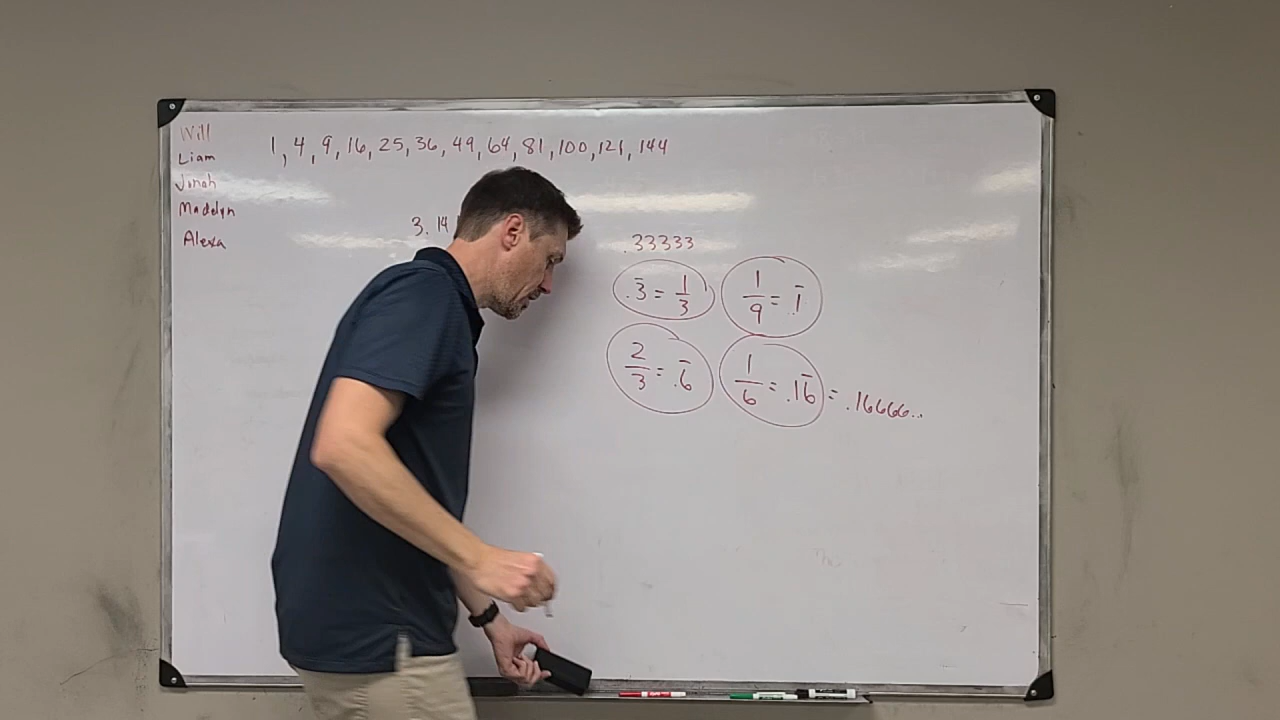 Will
Liam
Jonah
Madelyn
Alexa
1, 4, 9, 16, 25, 36, 49, 64, 81, 100, 121, 144
3.14
.33333
.3̅ = 1/3
1/9 = .1̅
2/3 = .6̅
1/6 = .16̅ = .16666..